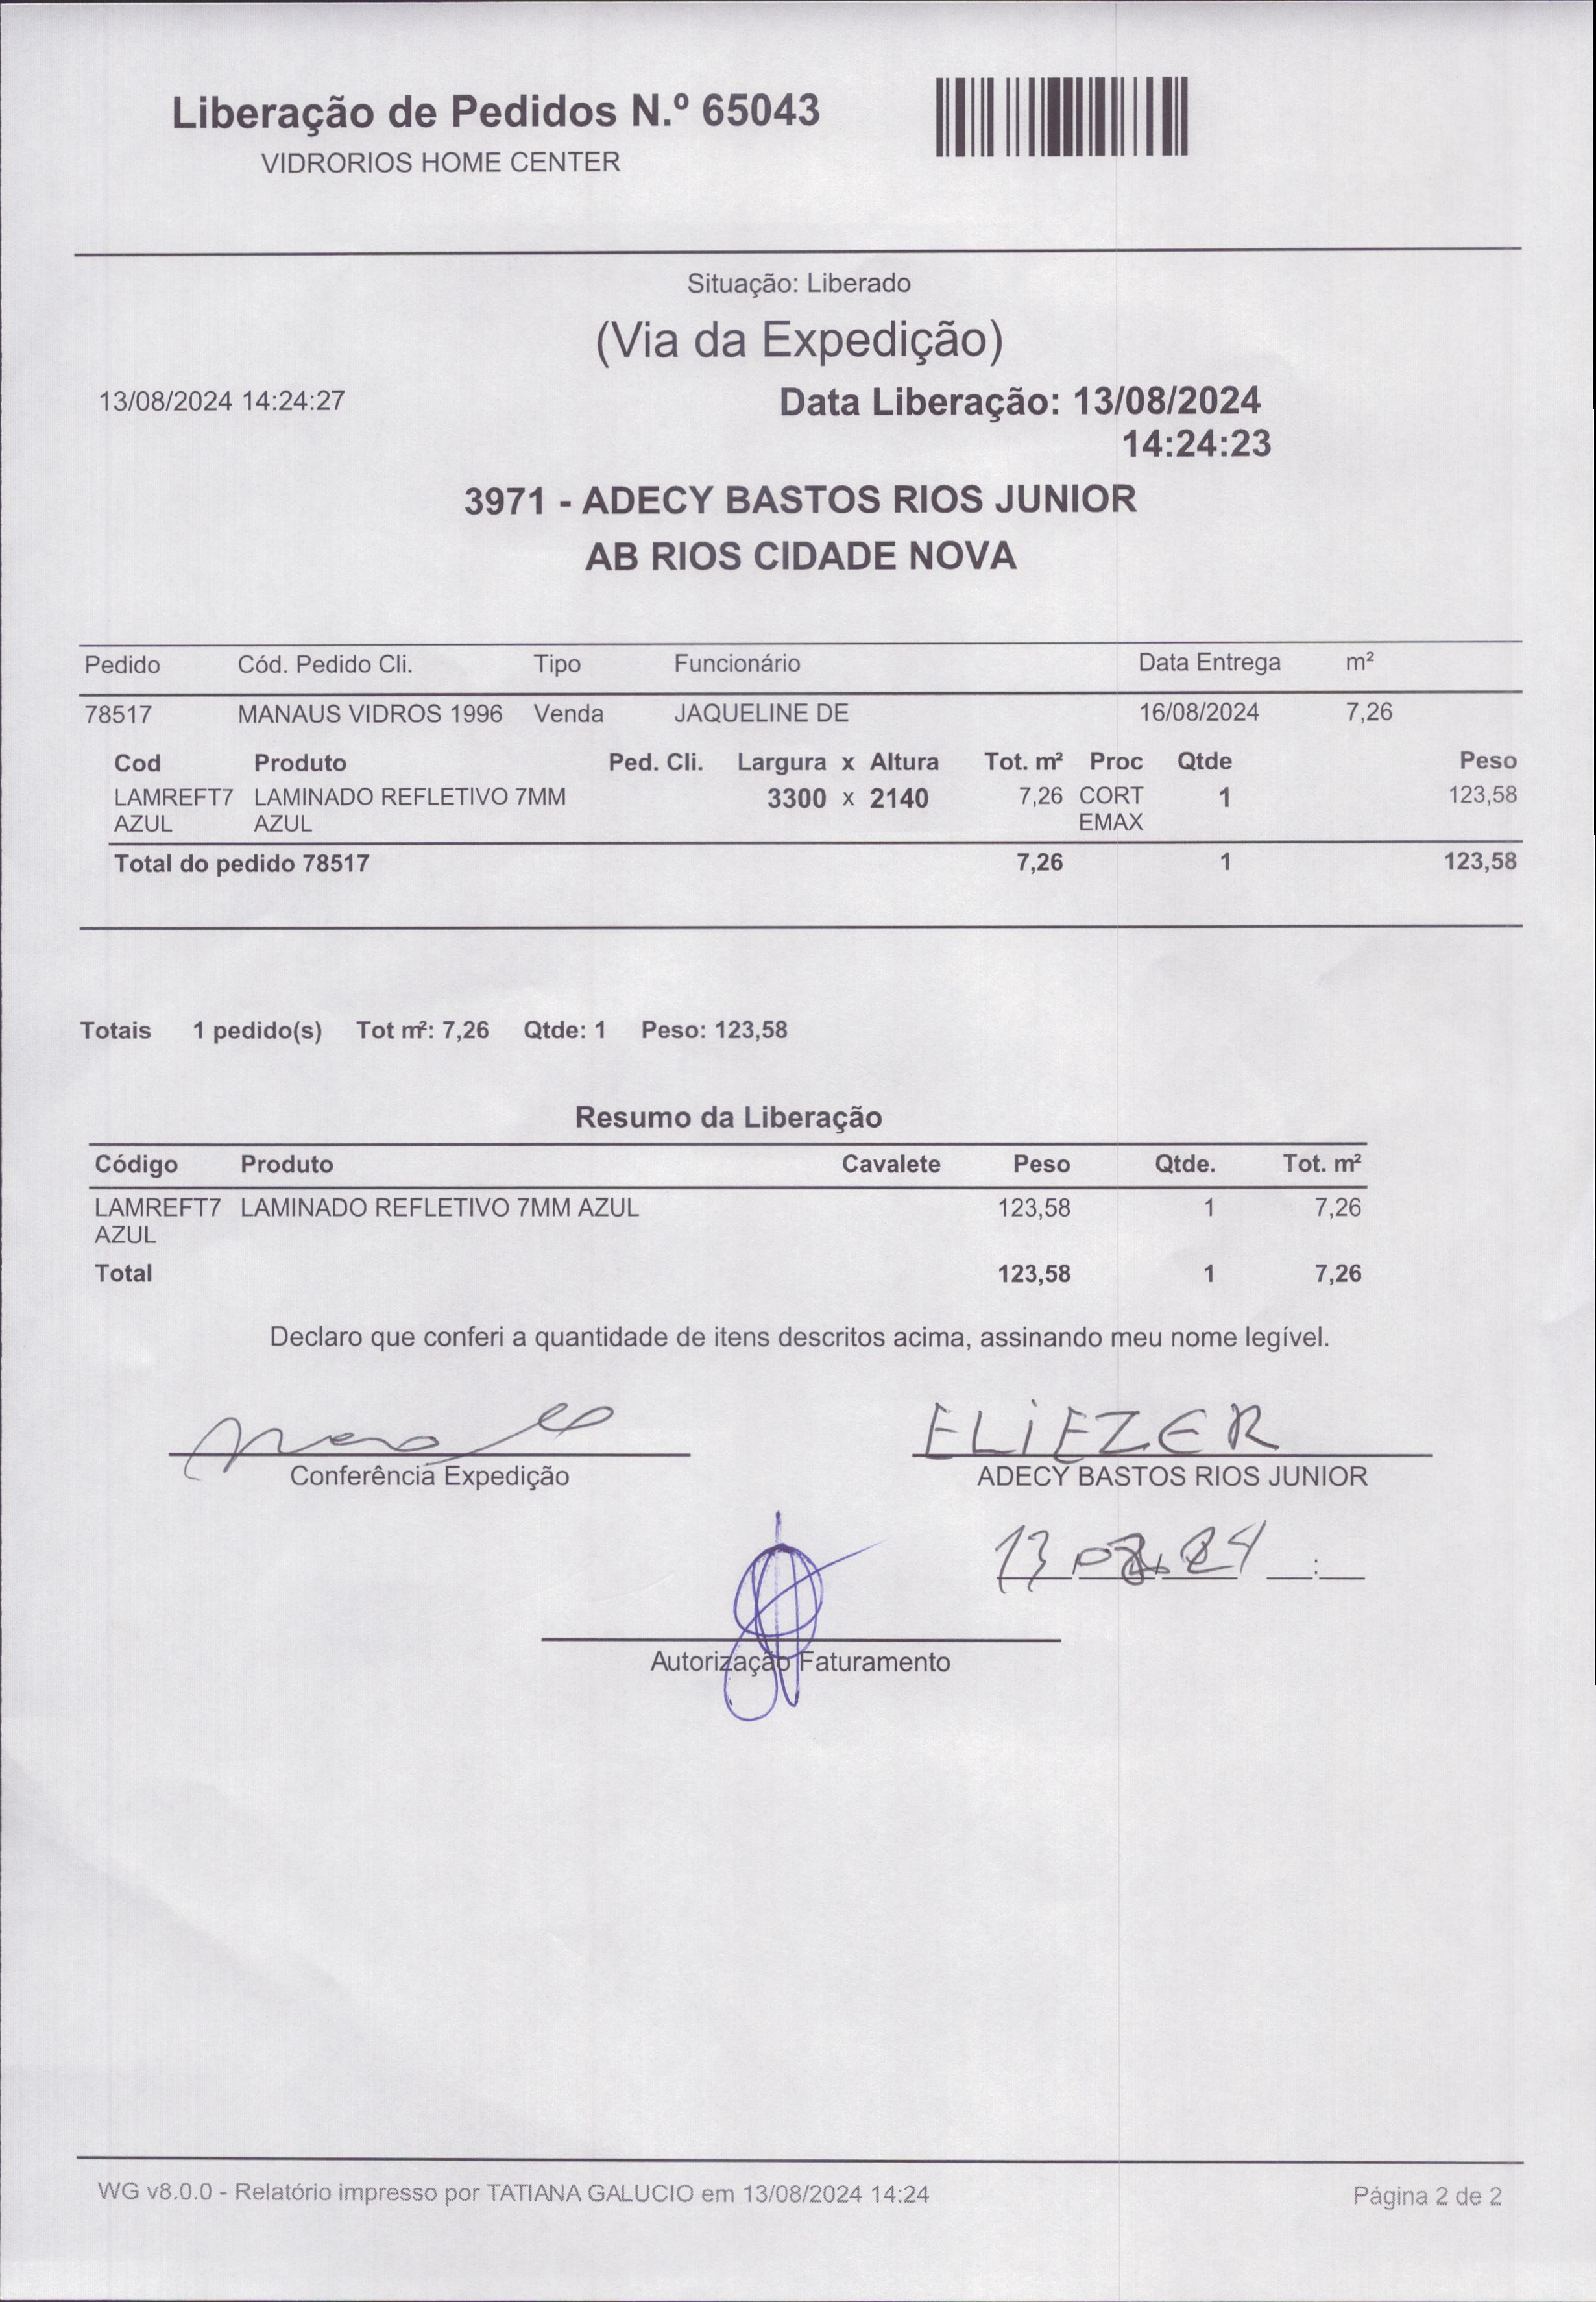 Liberação de Pedidos N.º 65043
VIDRORIOS HOME CENTER
Situação: Liberado
(Via da Expedição)
13/08/2024 14:24:27
Data Liberação: 13/08/2024
14:24:23
3971 - ADECY BASTOS RIOS JUNIOR
AB RIOS CIDADE NOVA
Pedido Cód. Pedido Cli. Tipo Funcionário Data Entrega m²
78517 MANAUS VIDROS 1996 Venda JAQUELINE DE 16/08/2024 7,26
Cod Produto Ped. Cli. Largura x Altura Tot. m² Proc Qtde Peso
LAMREFT7 LAMINADO REFLETIVO 7MM 3300 x 2140 7,26 CORT 1 123,58
AZUL AZUL EMAX
Total do pedido 78517 7,26 1 123,58
Totais 1 pedido(s) Tot m²: 7,26 Qtde: 1 Peso: 123,58
Resumo da Liberação
Código Produto Cavalete Peso Qtde. Tot. m²
LAMREFT7 LAMINADO REFLETIVO 7MM AZUL 123,58 1 7,26
AZUL
Total 123,58 1 7,26
Declaro que conferi a quantidade de itens descritos acima, assinando meu nome legível.
ELIEZER
Conferência Expedição ADECY BASTOS RIOS JUNIOR
13.08.24
Autorização Faturamento
WG v8.0.0 - Relatório impresso por TATIANA GALUCIO em 13/08/2024 14:24 Página 2 de 2